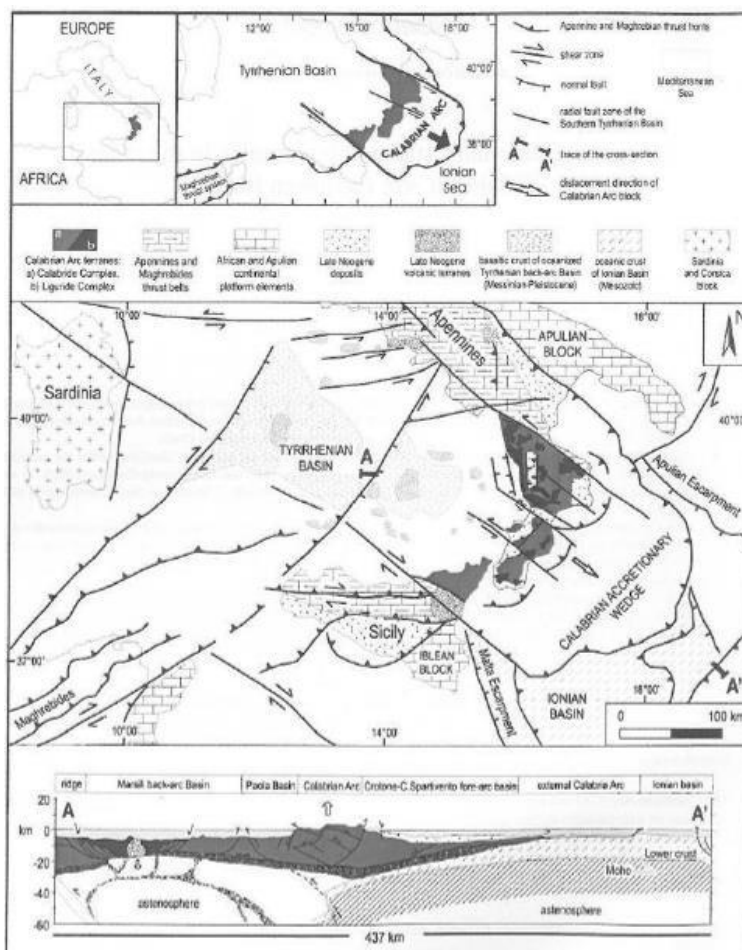 EUROPE
ITALY
AFRICA
12°00'
15°00'
18°00'
40°00'
38°00'
Tyrrhenian Basin
CALABRIAN ARC
Ionian Sea
Maghrebian thrust system
Mediterranean Sea
Apennine and Maghrebian thrust fronts
shear zone
normal fault
radial fault zone of the
Southern Tyrrhenian Basin
A
A'
trace of the cross-section
displacement direction of
Calabrian Arc block
a
b
Calabrian Arc terranes:
a) Calabride Complex,
b) Liguride Complex
Apennines and
Maghrebides
thrust belts
African and Apulian
continental
platform elements
Late Neogene
deposits
Late Neogene
volcanic terranes
basaltic crust of oceanized
Tyrrhenian back-arc Basin
(Messinian-Pleistocene)
oceanic crust
of Ionian Basin
(Mesozoic)
Sardinia
and Corsica
block
10°00'
14°00'
16°00'
N
Apennines
APULIAN
BLOCK
Sardinia
40°00'
40°00'
TYRRHENIAN
BASIN
A
Apulian Escarpment
CALABRIAN ACCRETIONARY
WEDGE
Sicily
IBLEAN
BLOCK
Malta Escarpment
Maghrebides
IONIAN
BASIN
18°00'
A'
10°00'
14°00'
0
100 km
ridge
Marsili back-arc Basin
Paola Basin
Calabrian Arc
Crotone-C. Spartivento fore-arc basin
external Calabria Arc
Ionian basin
A
A'
20
km
0
-20
-40
-60
Lower crust
Moho
astenosphere
astenosphere
437 km